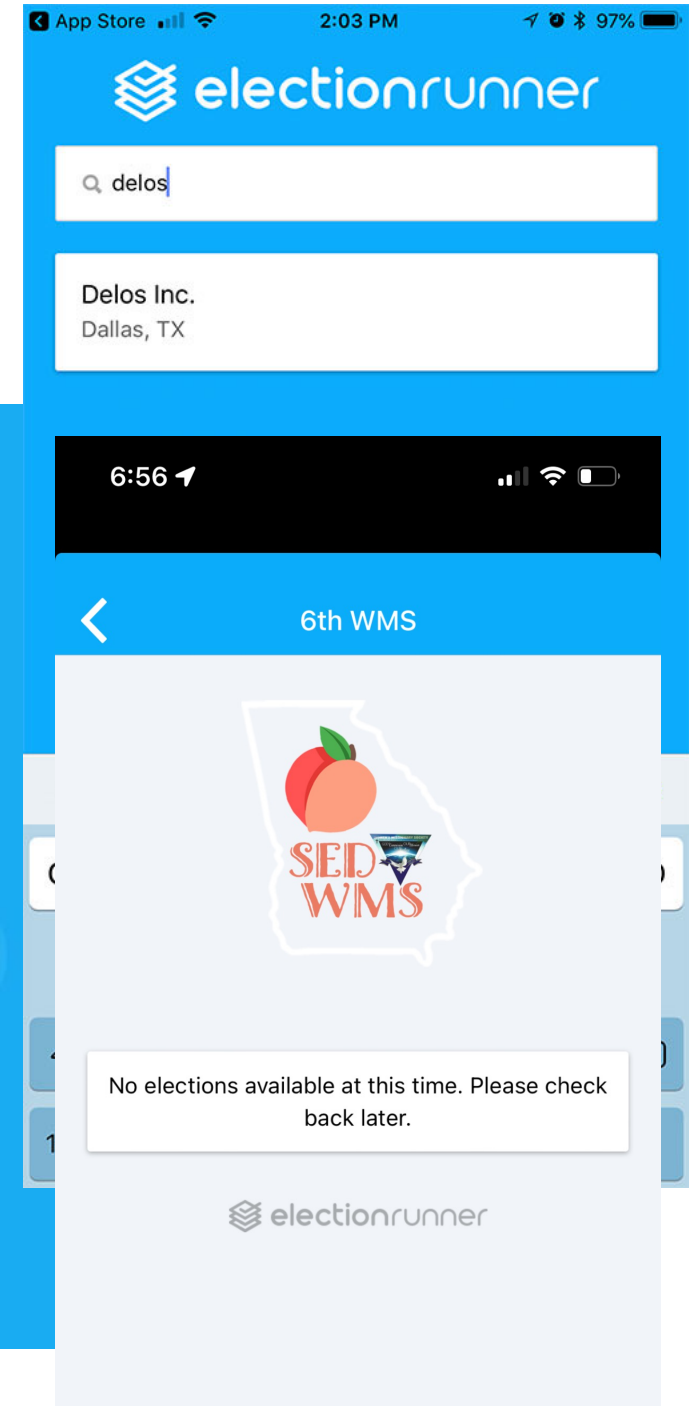 App Store
2:03 PM
97%
electionrunner
delos
Delos Inc.
Dallas, TX
6:56
6th WMS
SED
WMS
No elections available at this time. Please check
back later.
electionrunner